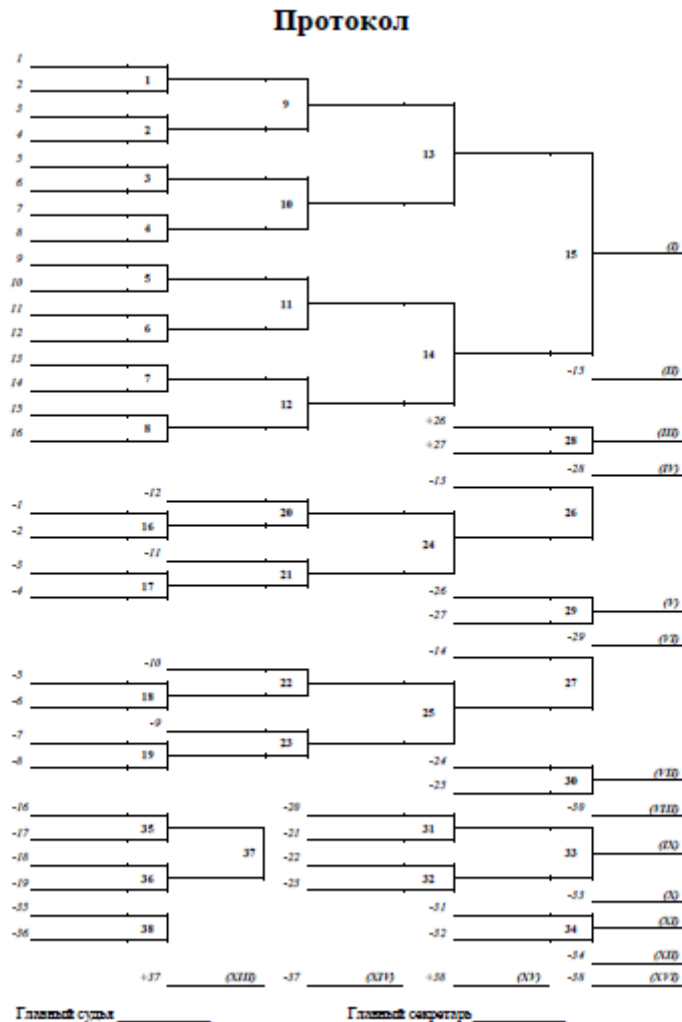 Протокол
1
2 1
3 9
4 2
5 13
6 3
7 10
8 4
9 15 (I)
10 5
11 11
12 6
13 14
14 7 -15 (II)
15 12
16 8 +26 28 (III)
+27
-28 (IV)
-13
-12 26
-1 20
-2 16 24
-11
-3 21
-4 17
-26 29 (V)
-27
-29 (VI)
-14
-10 27
-5 22
-6 18 25
-9
-7 23
-8 19 -24 30 (VII)
-25
-16 -20 -30 (VIII)
-17 35 -21 31
37 33 (IX)
-18 -22
-19 36 -23 32
-33 (X)
-35 -31
-36 38 -32 34 (XI)
-34 (XII)
+37 (XIII) -37 (XIV) +38 (XV) -38 (XVI)
Главный судья ____________ Главный секретарь ____________